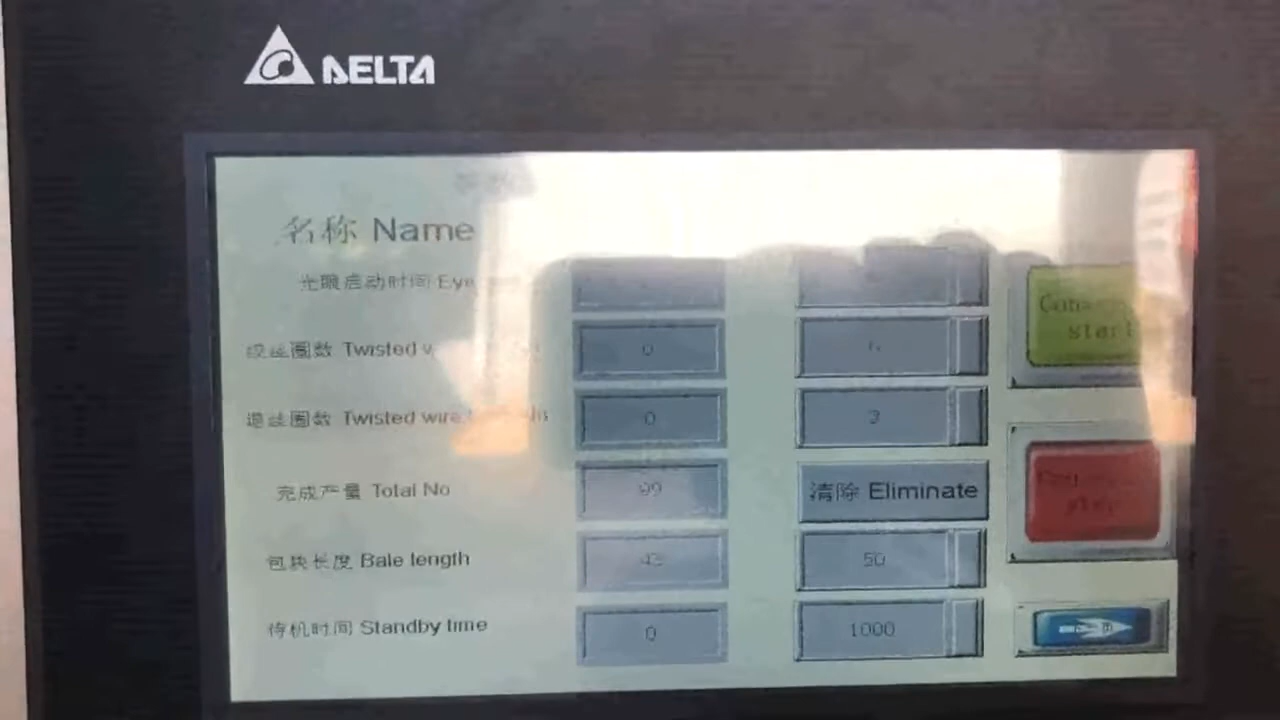 DELTA
名称 Name
光眼启动时间 Eye
绞丝圈数 Twisted 0
退丝圈数 Twisted wire 0 3
完成产量 Total No 99 清除 Eliminate
包块长度 Bale length 50
待机时间 Standby time 0 1000
start